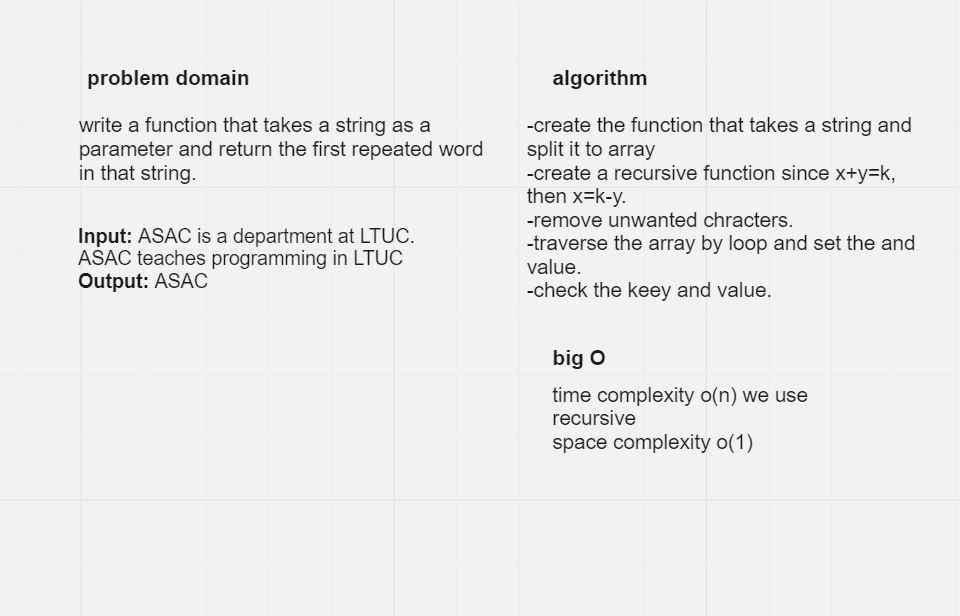 problem domain
write a function that takes a string as a
parameter and return the first repeated word
in that string.
Input: ASAC is a department at LTUC.
ASAC teaches programming in LTUC
Output: ASAC
algorithm
-create the function that takes a string and
split it to array
-create a recursive function since x+y=k,
then x=k-y.
-remove unwanted chracters.
-traverse the array by loop and set the and
value.
-check the keey and value.
big O
time complexity o(n) we use
recursive
space complexity o(1)